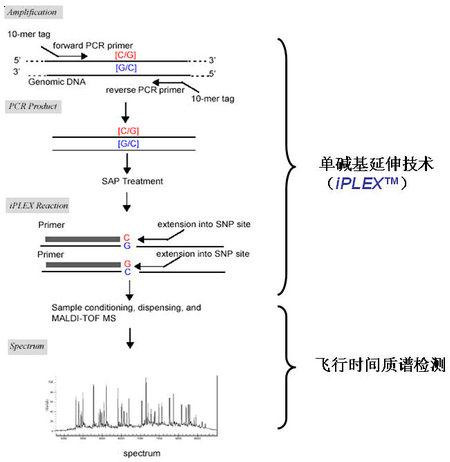 Amplification
10-mer tag
forward PCR primer
[C/G]
5'
3'
[G/C]
3'
5'
Genomic DNA
reverse PCR primer
10-mer tag
PCR Product
[C/G]
[G/C]
SAP Treatment
单碱基延伸技术
（iPLEX™）
iPLEX Reaction
Primer
extension into SNP site
C
G
Primer
extension into SNP site
G
C
Sample conditioning, dispensing, and
MALDI-TOF MS
Spectrum
飞行时间质谱检测
spectrum